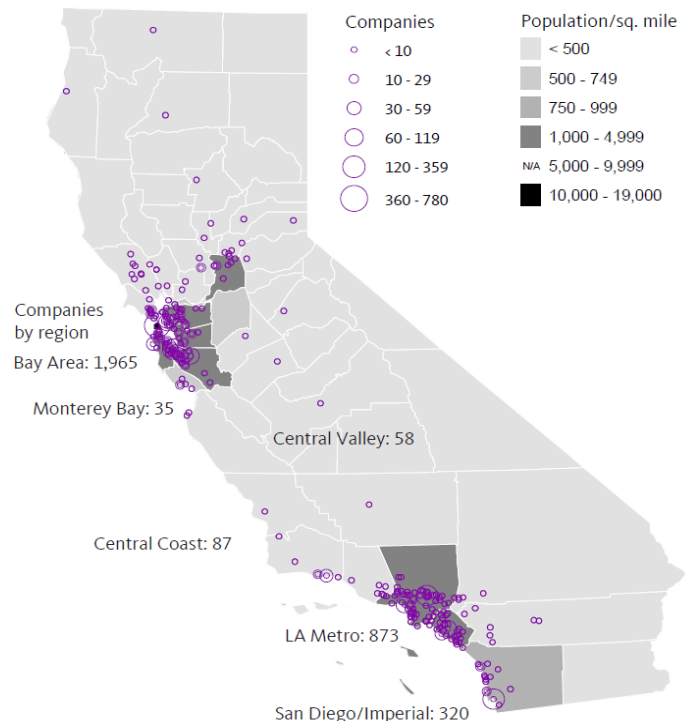 Companies
< 10
10 - 29
30 - 59
60 - 119
120 - 359
360 - 780
Population/sq. mile
< 500
500 - 749
750 - 999
1,000 - 4,999
N/A 5,000 - 9,999
10,000 - 19,000
Companies
by region
Bay Area: 1,965
Monterey Bay: 35
Central Valley: 58
Central Coast: 87
LA Metro: 873
San Diego/Imperial: 320